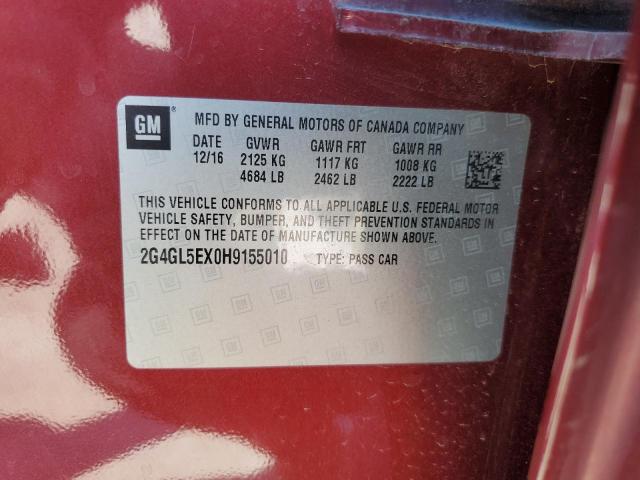 GM®
MFD BY GENERAL MOTORS OF CANADA COMPANY
DATE GVWR GAWR FRT GAWR RR
12/16 2125 KG 1117 KG 1008 KG
4684 LB 2462 LB 2222 LB
THIS VEHICLE CONFORMS TO ALL APPLICABLE U.S. FEDERAL MOTOR
VEHICLE SAFETY, BUMPER, AND THEFT PREVENTION STANDARDS IN
EFFECT ON THE DATE OF MANUFACTURE SHOWN ABOVE.
2G4GL5EX0H9155010 TYPE: PASS CAR